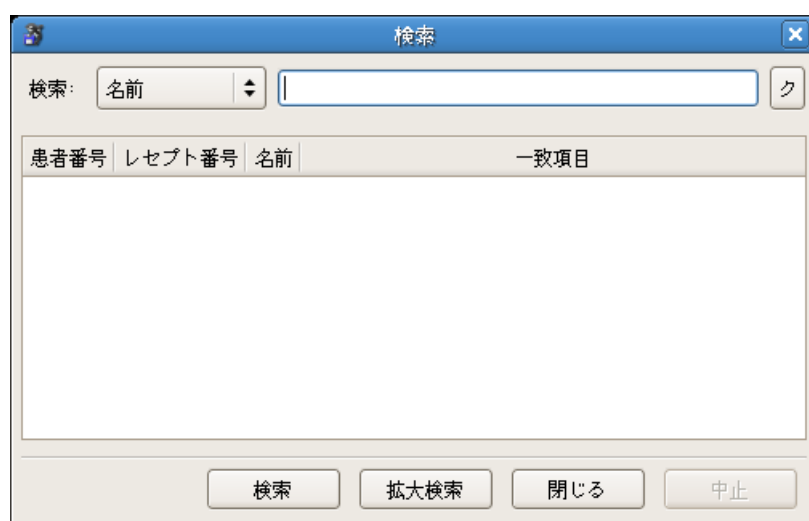 検索
検索: 名前 ク
患者番号 レセプト番号 名前 一致項目
検索 拡大検索 閉じる 中止